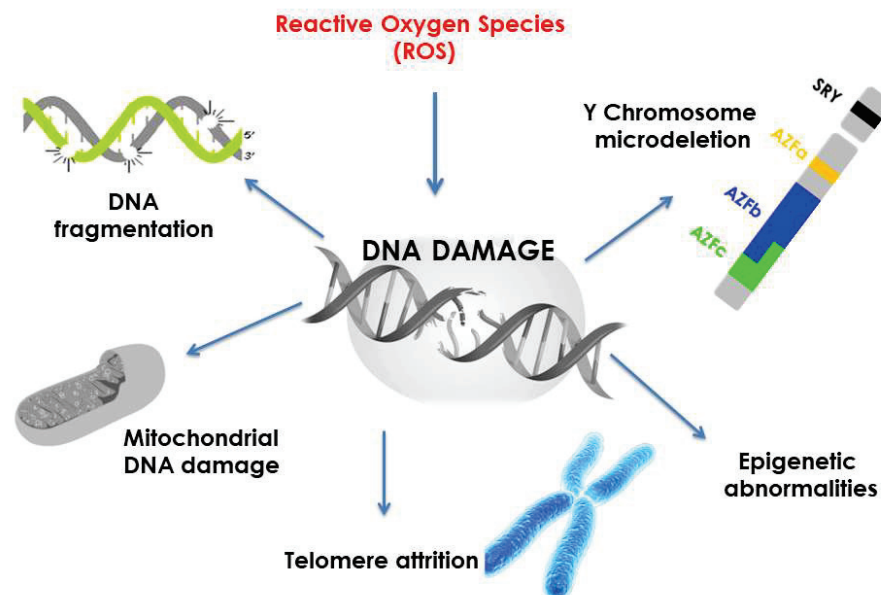 Reactive Oxygen Species
(ROS)
Y Chromosome
microdeletion
SRY
AZFa
AZFb
AZFc
5'
3'
DNA
fragmentation
DNA DAMAGE
Mitochondrial
DNA damage
Epigenetic
abnormalities
Telomere attrition